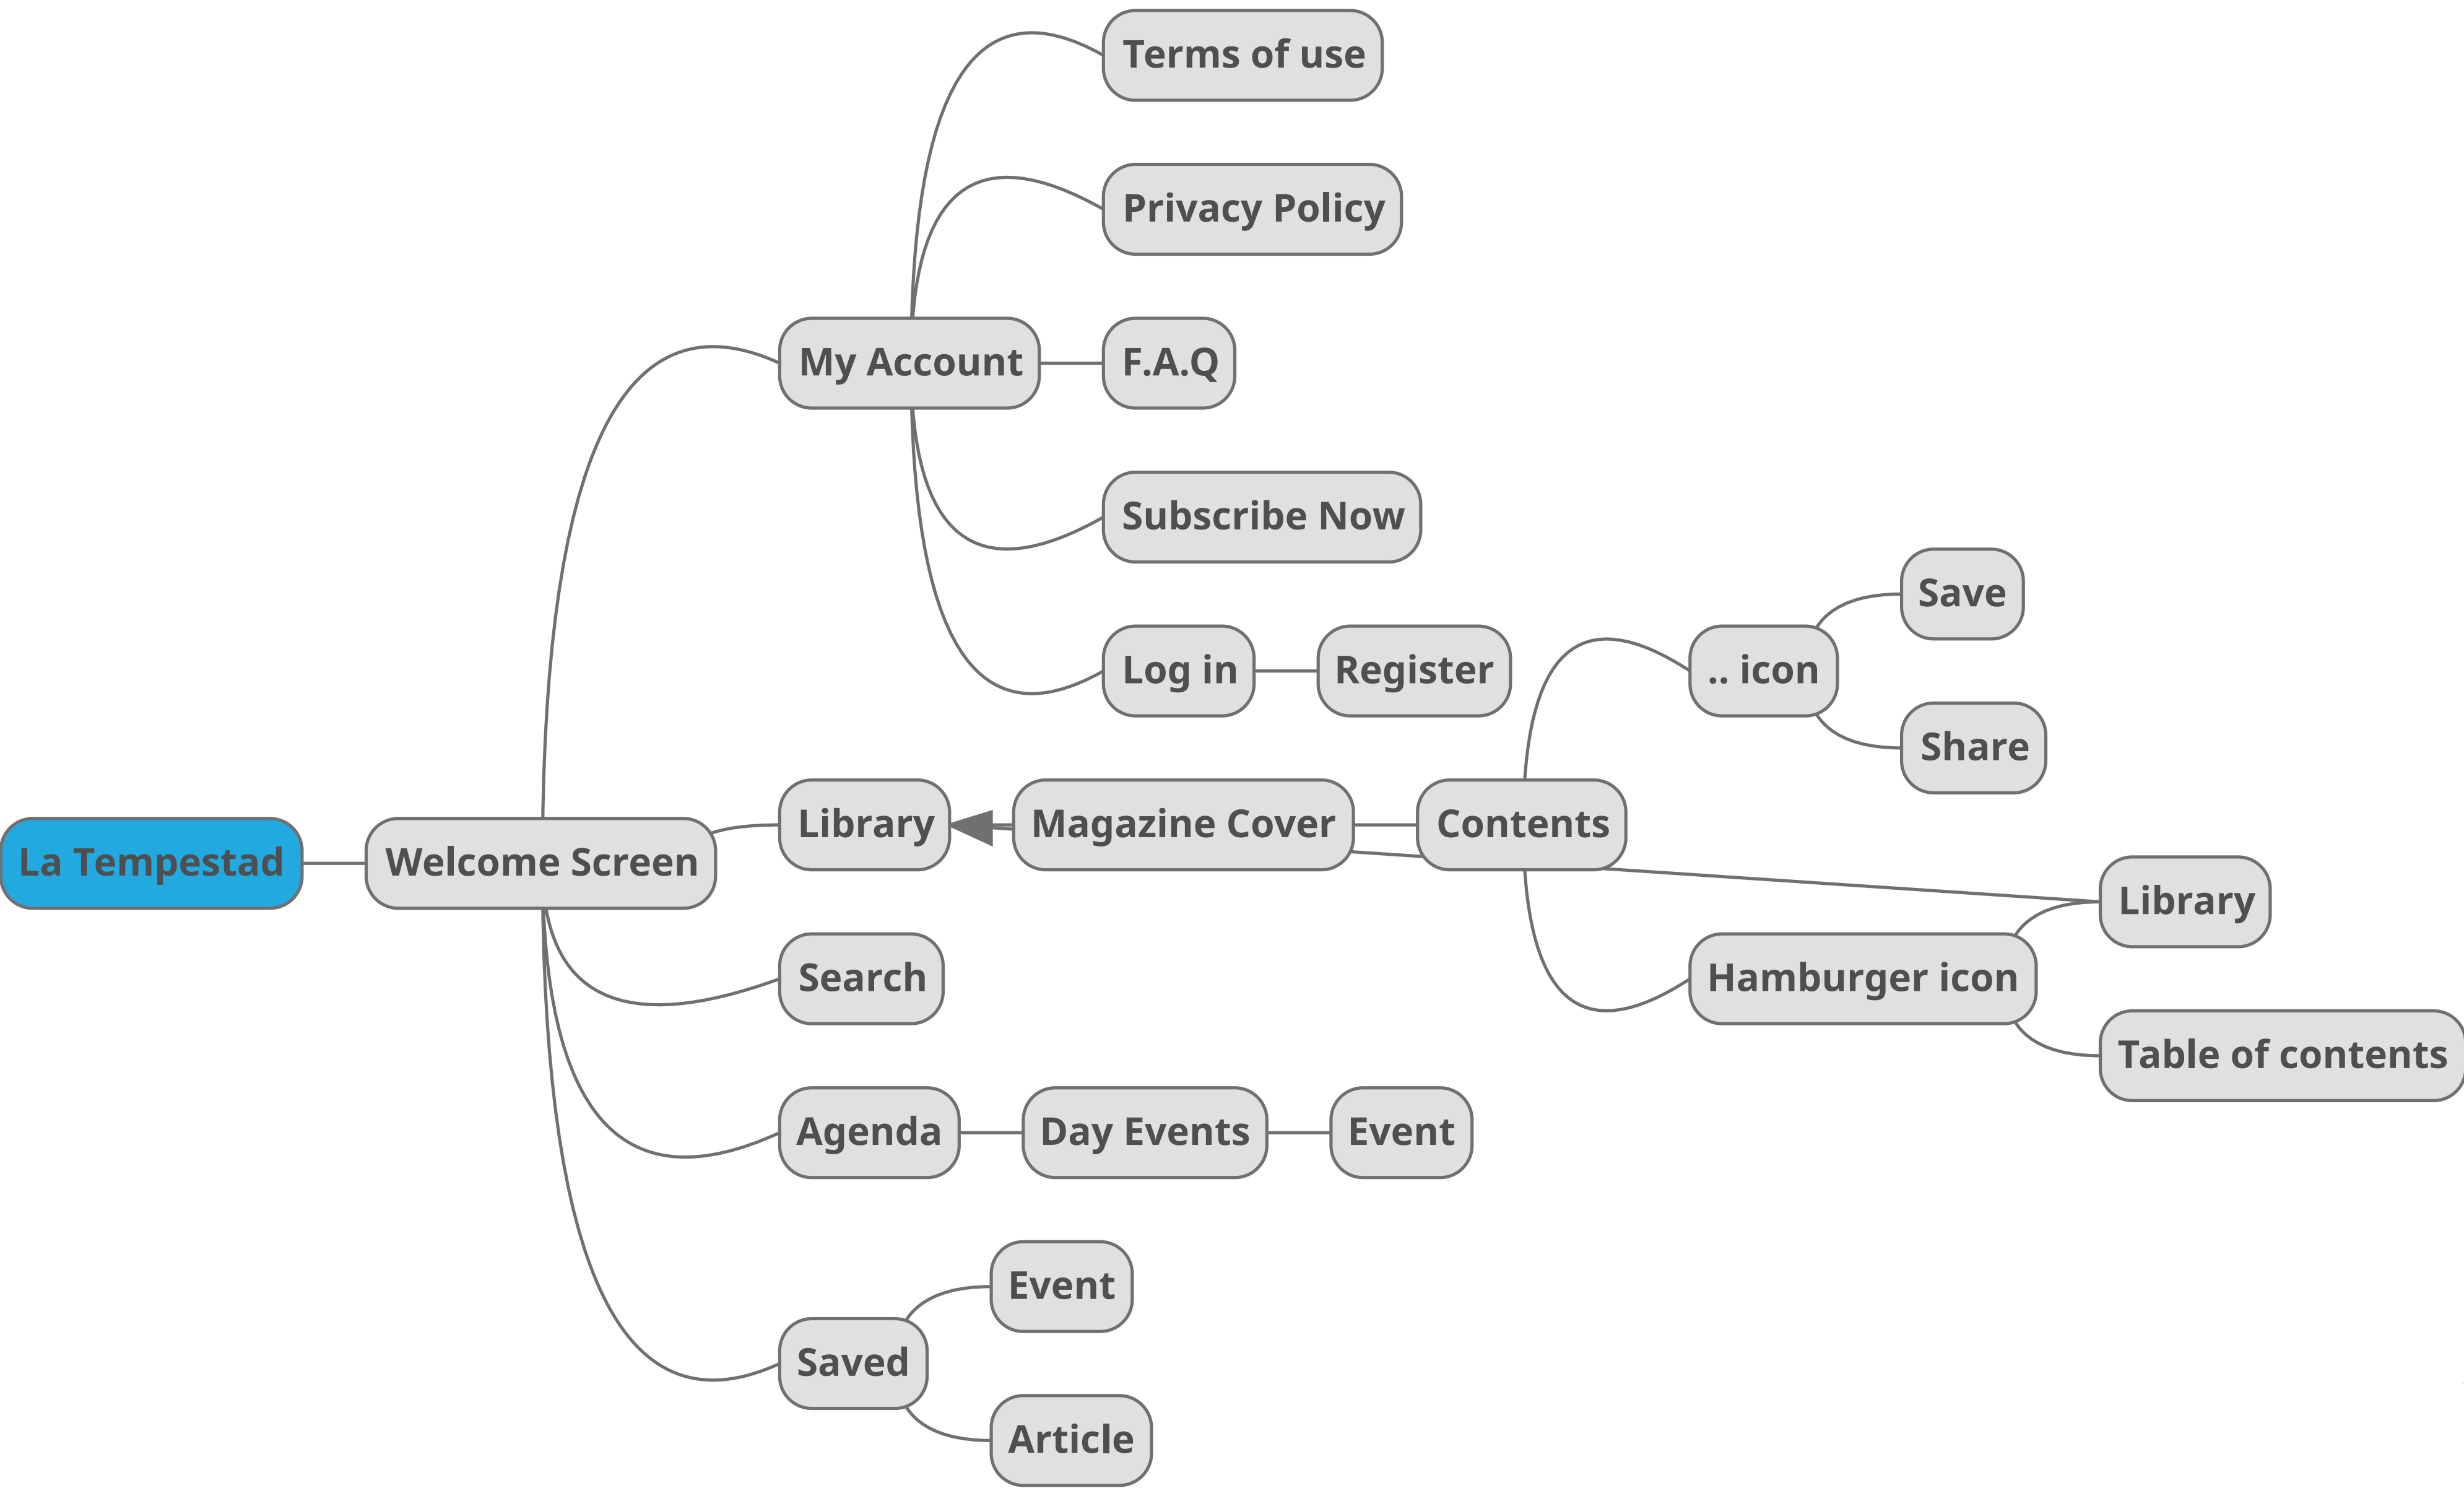 Terms of use
Privacy Policy
My Account
F.A.Q
Subscribe Now
Save
Log in
Register
.. icon
Share
Library
Magazine Cover
Contents
La Tempestad
Welcome Screen
Library
Search
Hamburger icon
Table of contents
Agenda
Day Events
Event
Event
Saved
Article